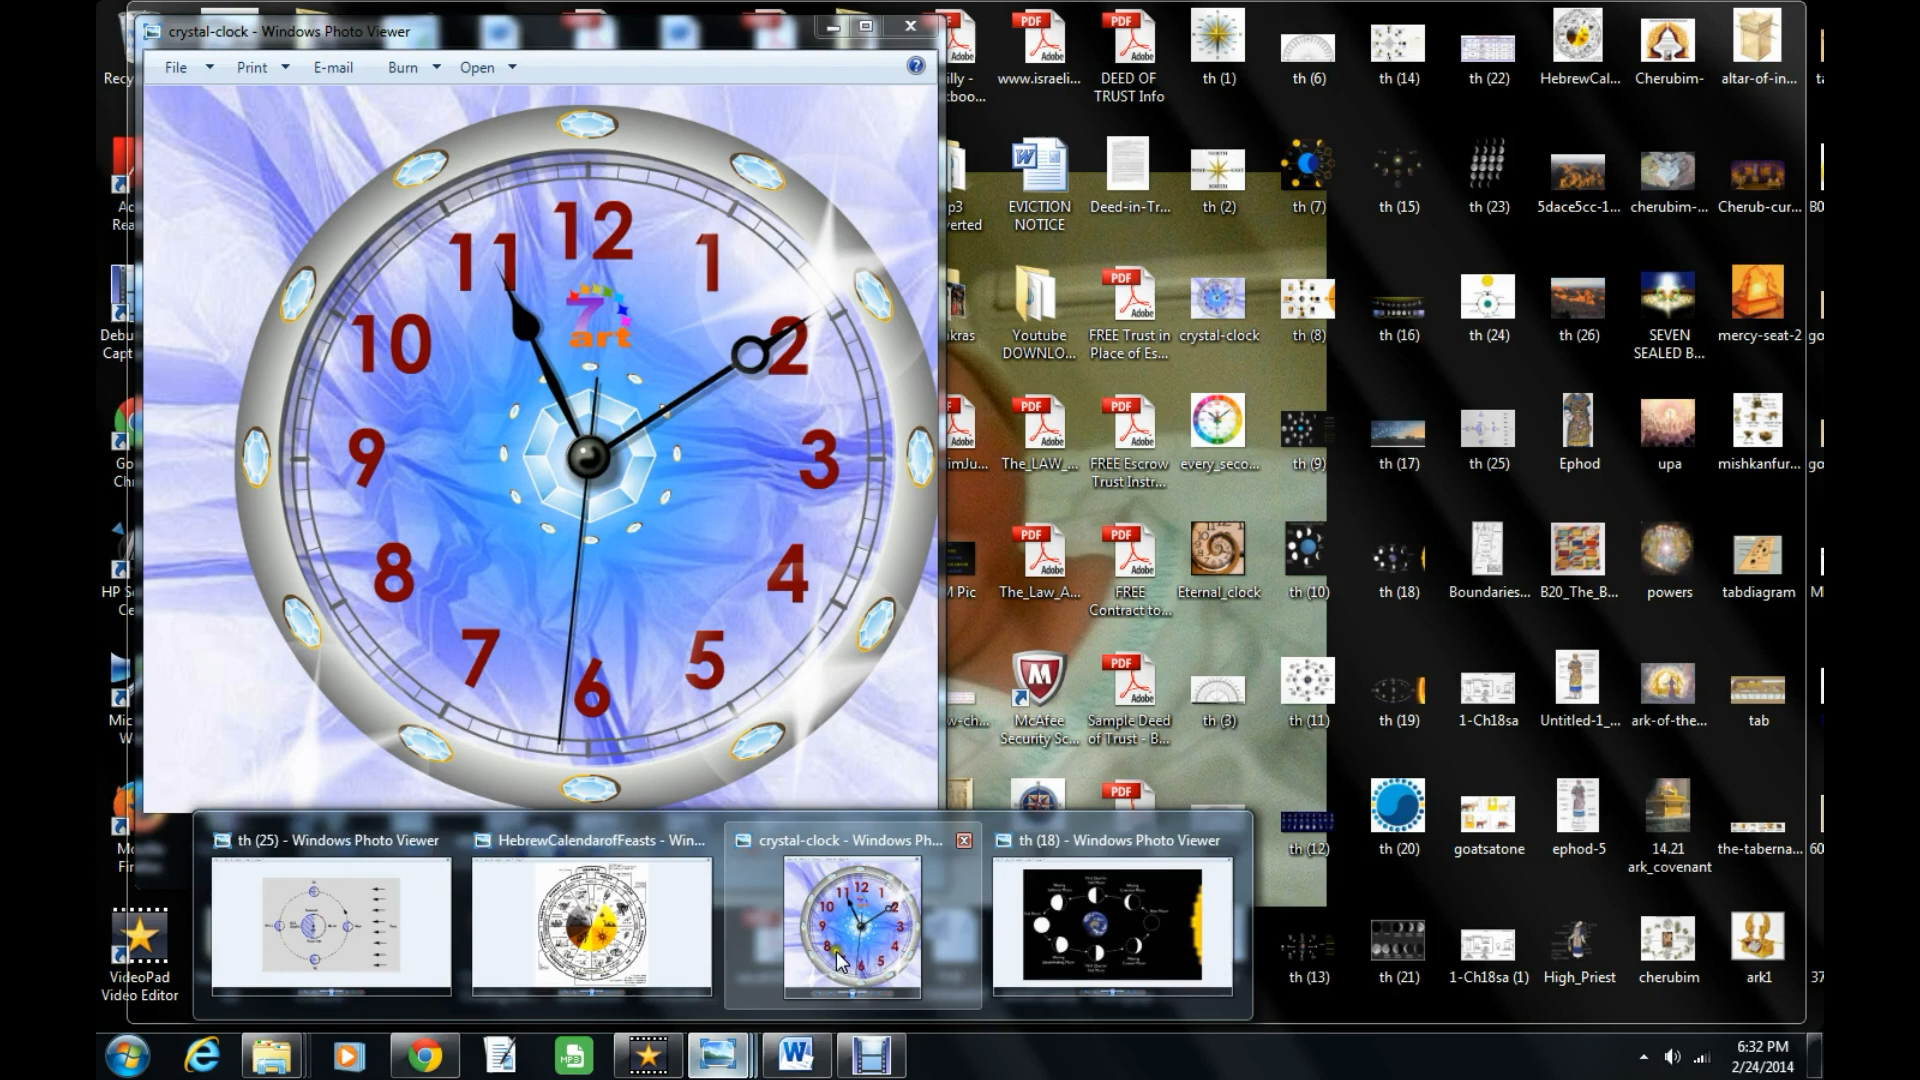 crystal-clock - Windows Photo Viewer
File Print E-mail Burn Open
12
1
2
3
4
5
6
7
8
9
10
11
7
art
www.israeli...
DEED OF
TRUST Info
th (1)
th (6)
th (14)
th (22)
HebrewCal...
Cherubim-
altar-of-in...
EVICTION
NOTICE
Deed-in-Tr...
th (2)
th (7)
th (15)
th (23)
5dace5cc-1...
cherubim-...
Cherub-cur...
Youtube
DOWNLO...
FREE Trust in
Place of Es...
crystal-clock
th (8)
th (16)
th (24)
th (26)
SEVEN
SEALED B...
mercy-seat-2
The_LAW_...
FREE Escrow
Trust Instr...
every_seco...
th (9)
th (17)
th (25)
Ephod
upa
mishkanfur...
The_Law_A...
FREE
Contract to...
Eternal_clock
th (10)
th (18)
Boundaries...
B20_The_B...
powers
tabdiagram
McAfee
Security Sc...
Sample Deed
of Trust - B...
th (3)
th (11)
th (19)
1-Ch18sa
Untitled-1_...
ark-of-the...
tab
th (12)
th (20)
goatsatone
ephod-5
14.21
ark_covenant
the-taberna...
VideoPad
Video Editor
th (13)
th (21)
1-Ch18sa (1)
High_Priest
cherubim
ark1
th (25) - Windows Photo Viewer
HebrewCalendarofFeasts - Win...
crystal-clock - Windows Ph...
th (18) - Windows Photo Viewer
6:32 PM
2/24/2014